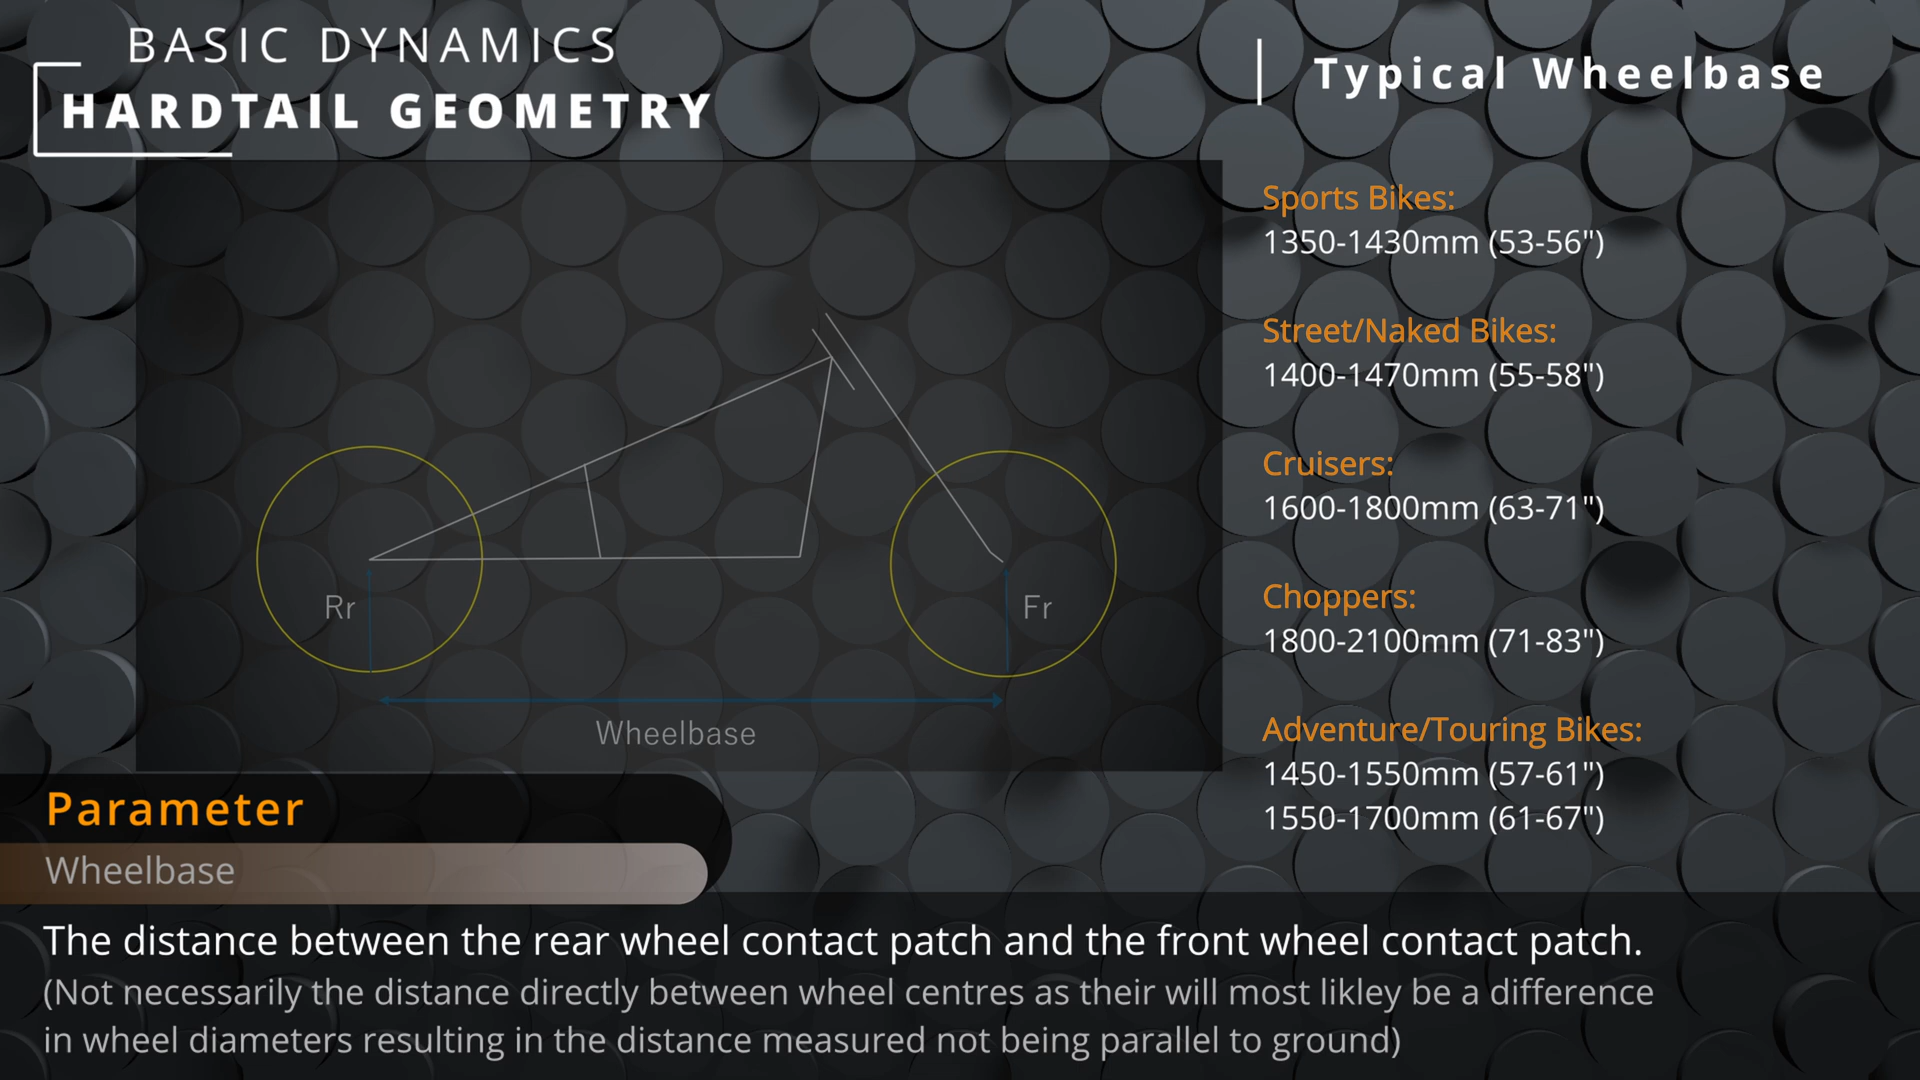 BASIC DYNAMICS
HARDTAIL GEOMETRY
Typical Wheelbase
Sports Bikes:
1350-1430mm (53-56")
Street/Naked Bikes:
1400-1470mm (55-58")
Cruisers:
1600-1800mm (63-71")
Choppers:
1800-2100mm (71-83")
Adventure/Touring Bikes:
1450-1550mm (57-61")
1550-1700mm (61-67")
Rr
Fr
Wheelbase
Parameter
Wheelbase
The distance between the rear wheel contact patch and the front wheel contact patch.
(Not necessarily the distance directly between wheel centres as their will most likley be a difference
in wheel diameters resulting in the distance measured not being parallel to ground)